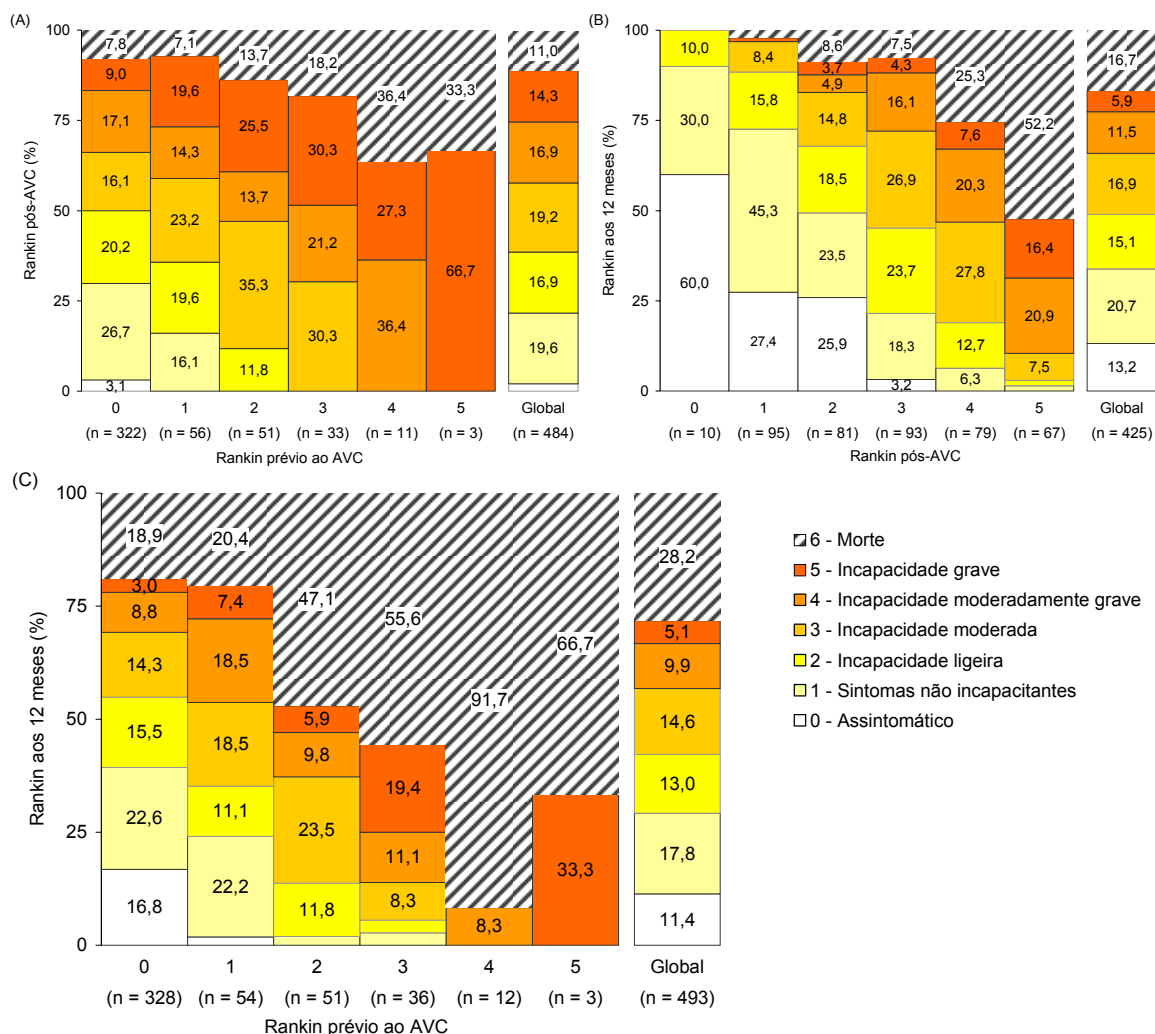 (A)
100
75
50
25
0
Rankin pós-AVC (%)
7,8 7,1 13,7 18,2 36,4 33,3 11,0
9,0 19,6 25,5 30,3 27,3 66,7 14,3
17,1 14,3 13,7 21,2 36,4 16,9
16,1 23,2 35,3 30,3 19,2
20,2 19,6 11,8 16,9
26,7 16,1 19,6
3,1
0 1 2 3 4 5 Global
(n = 322) (n = 56) (n = 51) (n = 33) (n = 11) (n = 3) (n = 484)
Rankin prévio ao AVC
(B)
100
75
50
25
0
Rankin aos 12 meses (%)
8,6 7,5 25,3 52,2 16,7
10,0 8,4 3,7 4,3 7,6 16,4 5,9
30,0 15,8 4,9 16,1 20,3 20,9 11,5
60,0 45,3 14,8 26,9 27,8 7,5 16,9
27,4 18,5 23,7 12,7 15,1
23,5 18,3 6,3 20,7
25,9 3,2 13,2
0 1 2 3 4 5 Global
(n = 10) (n = 95) (n = 81) (n = 93) (n = 79) (n = 67) (n = 425)
Rankin pós-AVC
(C)
100
75
50
25
0
Rankin aos 12 meses (%)
18,9 20,4 47,1 55,6 91,7 66,7 28,2
3,0 7,4 5,9 19,4 8,3 33,3 5,1
8,8 18,5 9,8 11,1 9,9
14,3 18,5 23,5 8,3 14,6
15,5 11,1 11,8 13,0
22,6 22,2 17,8
16,8 11,4
0 1 2 3 4 5 Global
(n = 328) (n = 54) (n = 51) (n = 36) (n = 12) (n = 3) (n = 493)
Rankin prévio ao AVC
6 - Morte
5 - Incapacidade grave
4 - Incapacidade moderadamente grave
3 - Incapacidade moderada
2 - Incapacidade ligeira
1 - Sintomas não incapacitantes
0 - Assintomático